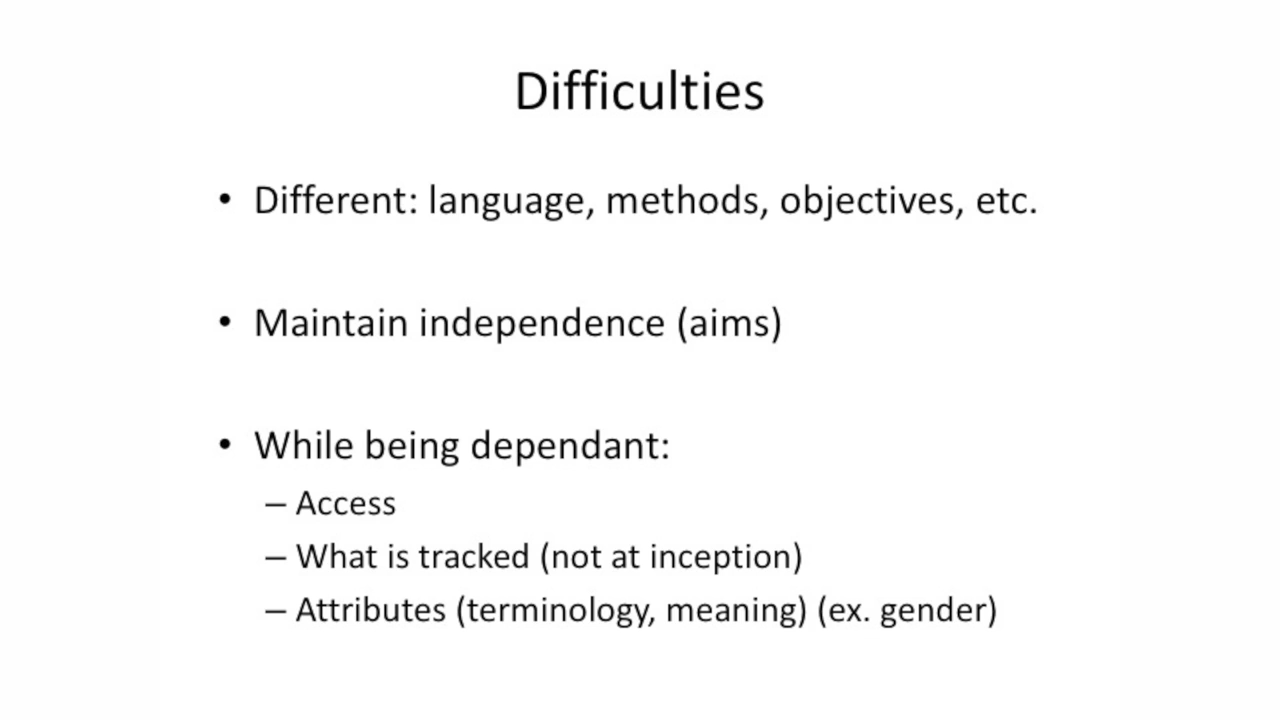 Difficulties
• Different: language, methods, objectives, etc.
• Maintain independence (aims)
• While being dependant:
– Access
– What is tracked (not at inception)
– Attributes (terminology, meaning) (ex. gender)